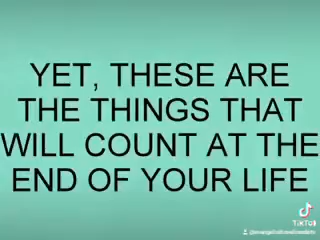 YET, THESE ARE
THE THINGS THAT
WILL COUNT AT THE
END OF YOUR LIFE
TikTok